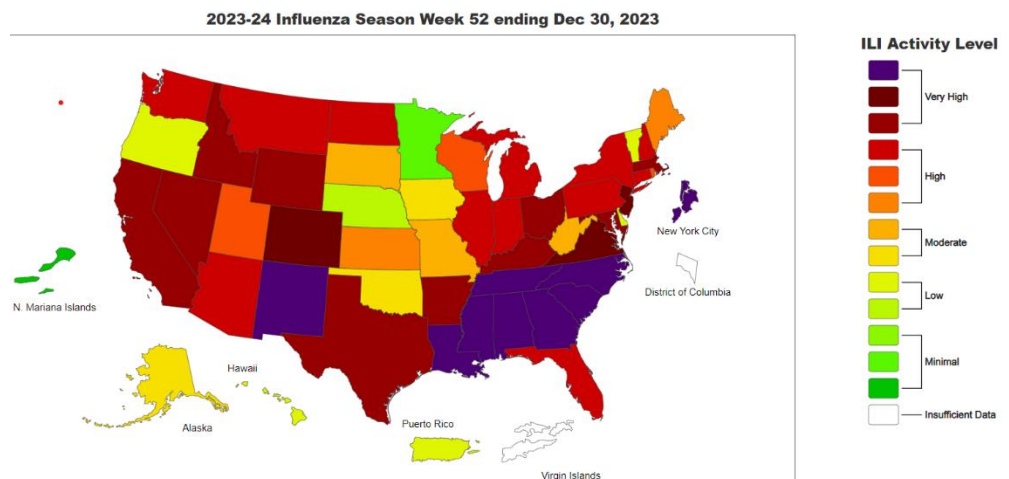 2023-24 Influenza Season Week 52 ending Dec 30, 2023
ILI Activity Level
Very High
High
Moderate
Low
Minimal
Insufficient Data
New York City
District of Columbia
N. Mariana Islands
Hawaii
Alaska
Puerto Rico
Virgin Islands